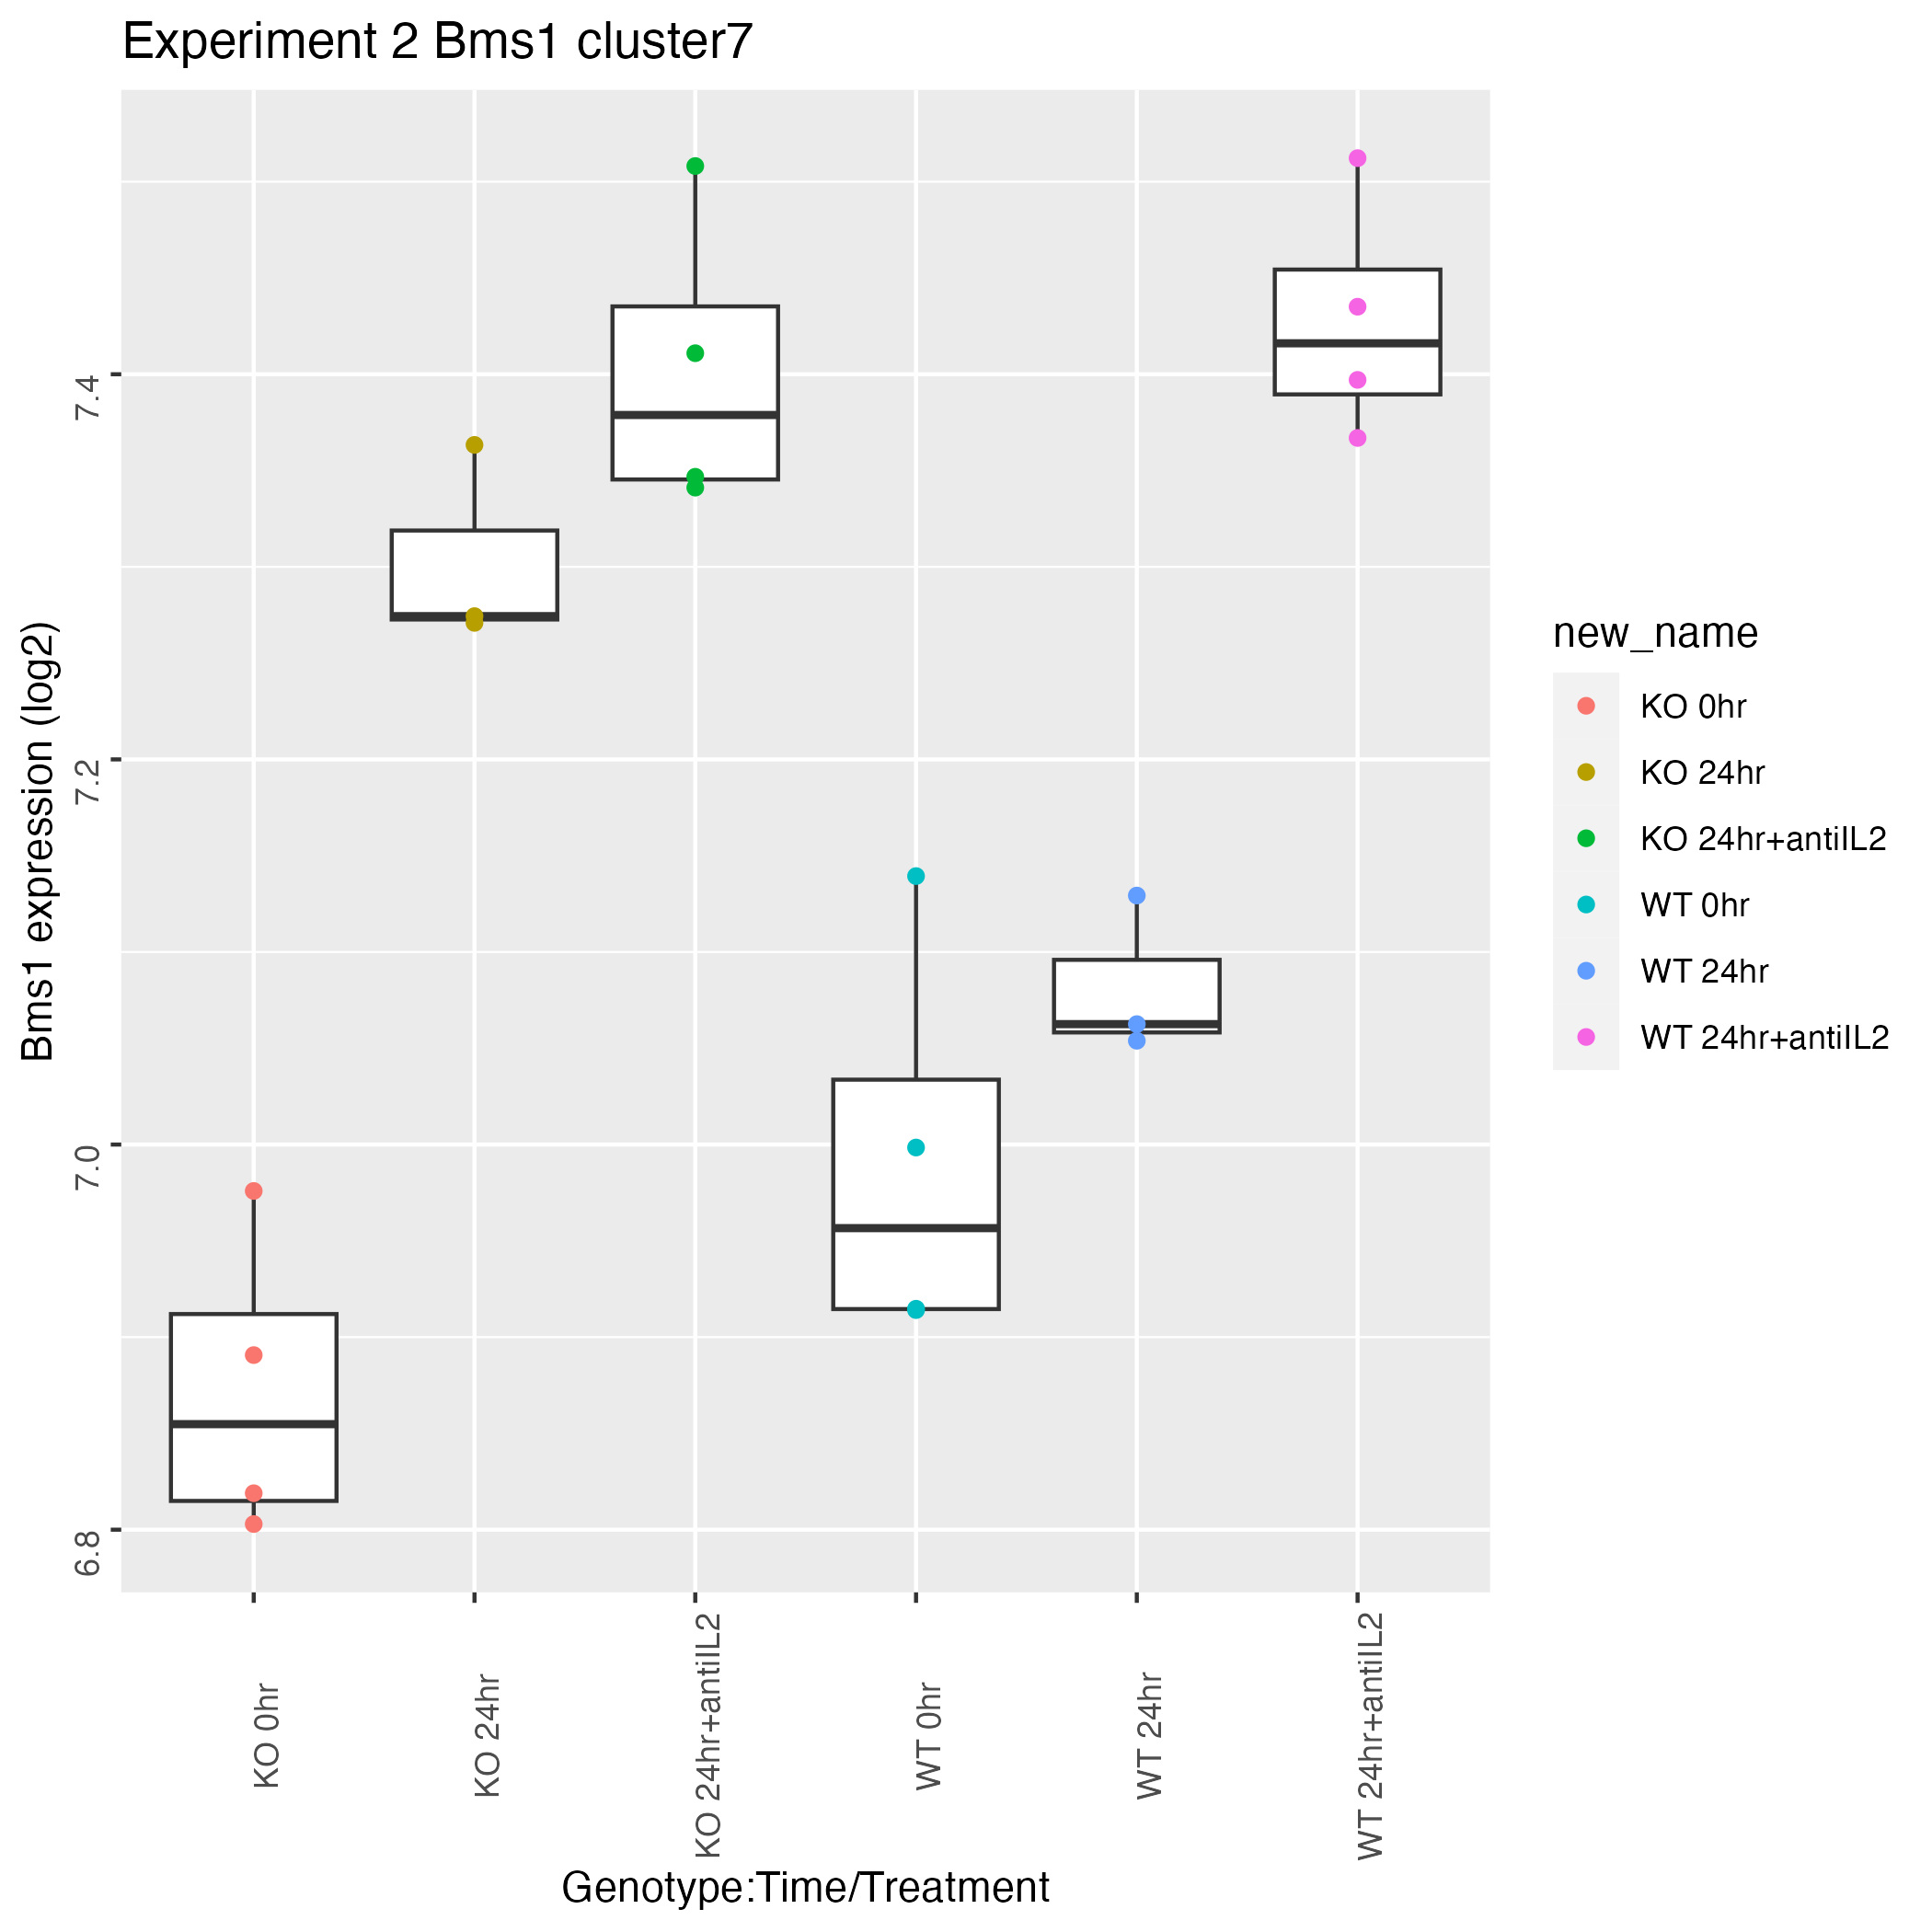 Experiment 2 Bms1 cluster7
Bms1 expression (log2)
7.4
7.2
7.0
6.8
KO 0hr
KO 24hr
KO 24hr+antiIL2
WT 0hr
WT 24hr
WT 24hr+antiIL2
Genotype:Time/Treatment
new_name
KO 0hr
KO 24hr
KO 24hr+antiIL2
WT 0hr
WT 24hr
WT 24hr+antiIL2